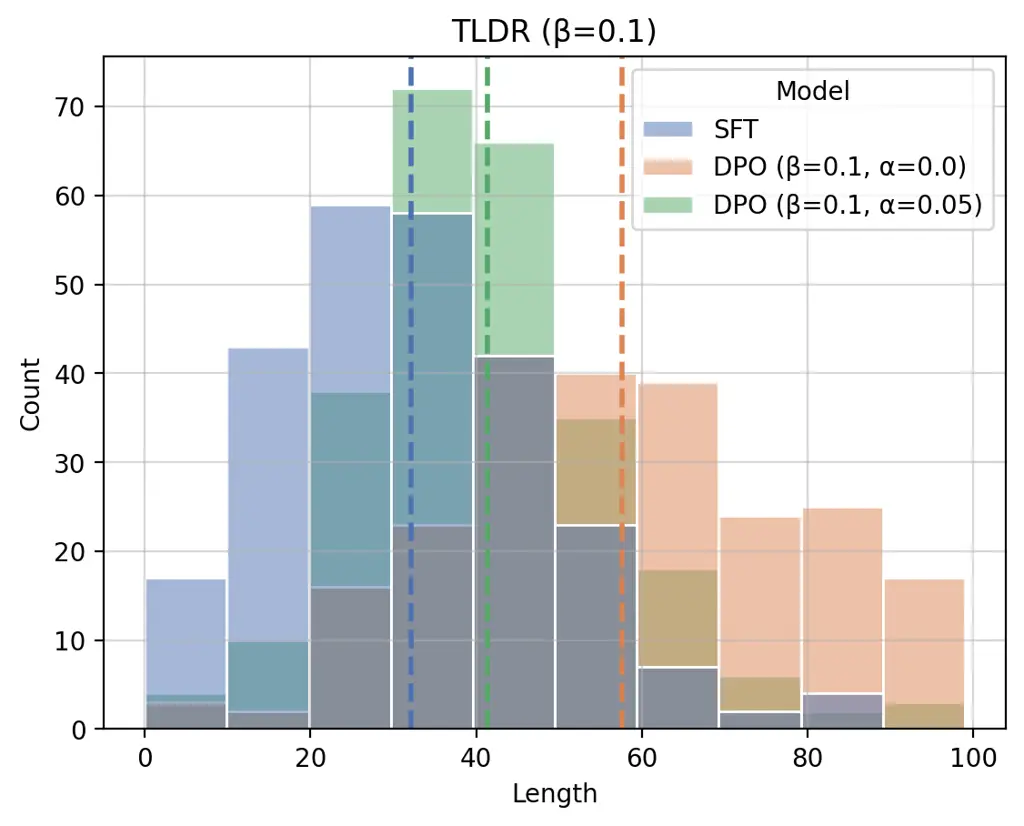 TLDR (β=0.1)
Model
SFT
DPO (β=0.1, α=0.0)
DPO (β=0.1, α=0.05)
Count
70
60
50
40
30
20
10
0
0 20 40 60 80 100
Length